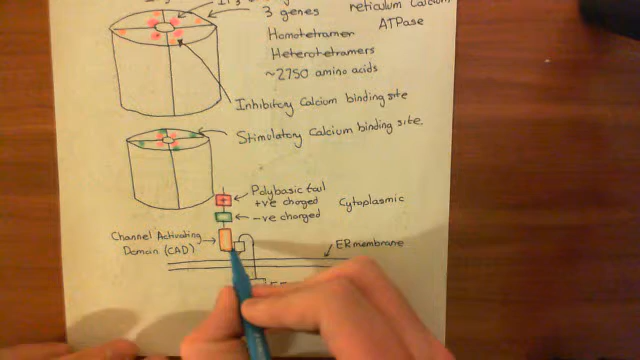 IP3
3 genes
reticulum Calcium
ATPase
Homotetramer
Heterotetramers
~2750 amino acids
Inhibitory Calcium binding site
Stimulatory Calcium binding site.
Polybasic tail
+ve charged
+
Cytoplasmic
-ve charged
Channel Activating
Domain (CAD)
ER membrane